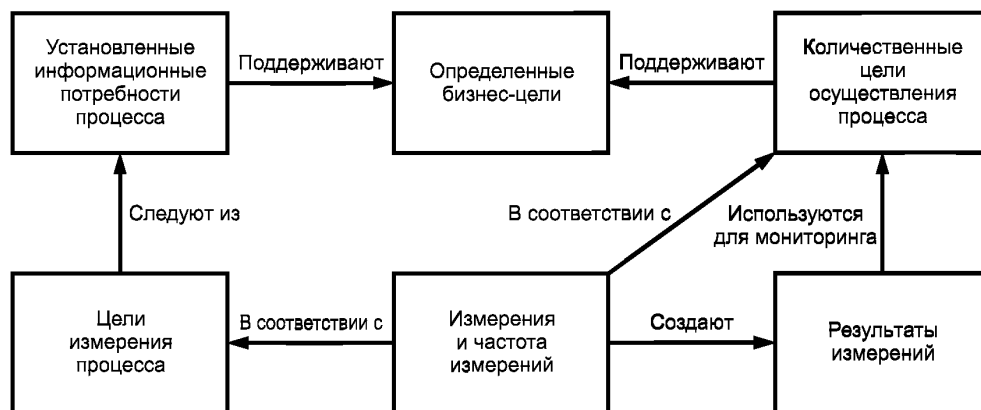 Установленные
информационные
потребности
процесса
Поддерживают
Определенные
бизнес-цели
Поддерживают
Количественные
цели
осуществления
процесса
Следуют из
В соответствии с
Используются
для мониторинга
Цели
измерения
процесса
В соответствии с
Измерения
и частота
измерений
Создают
Результаты
измерений